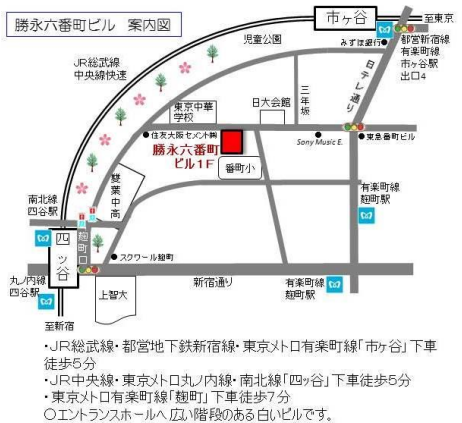 勝永六番町ビル 案内図
市ヶ谷
至東京
児童公園
みずほ銀行
都営新宿線
有楽町線
市ヶ谷駅
出口4
JR総武線
中央線快速
日テレ通り
三年坂
東京中華
学校
日大会館
住友大阪セメント㈱
勝永六番町
ビル1F
Sony Music E.
東急番町ビル
番町小
雙葉中高
有楽町線
麹町駅
南北線
四谷駅
麹町口
四ッ谷
スクワール麹町
丸ノ内線
四谷駅
新宿通り
有楽町線
麹町駅
上智大
至新宿
・JR総武線・都営地下鉄新宿線・東京メトロ有楽町線「市ケ谷」下車
徒歩5分
・JR中央線・東京メトロ丸ノ内線・南北線「四ッ谷」下車徒歩5分
・東京メトロ有楽町線「麹町」下車徒歩7分
○エントランスホールへ広い階段のある白いビルです。